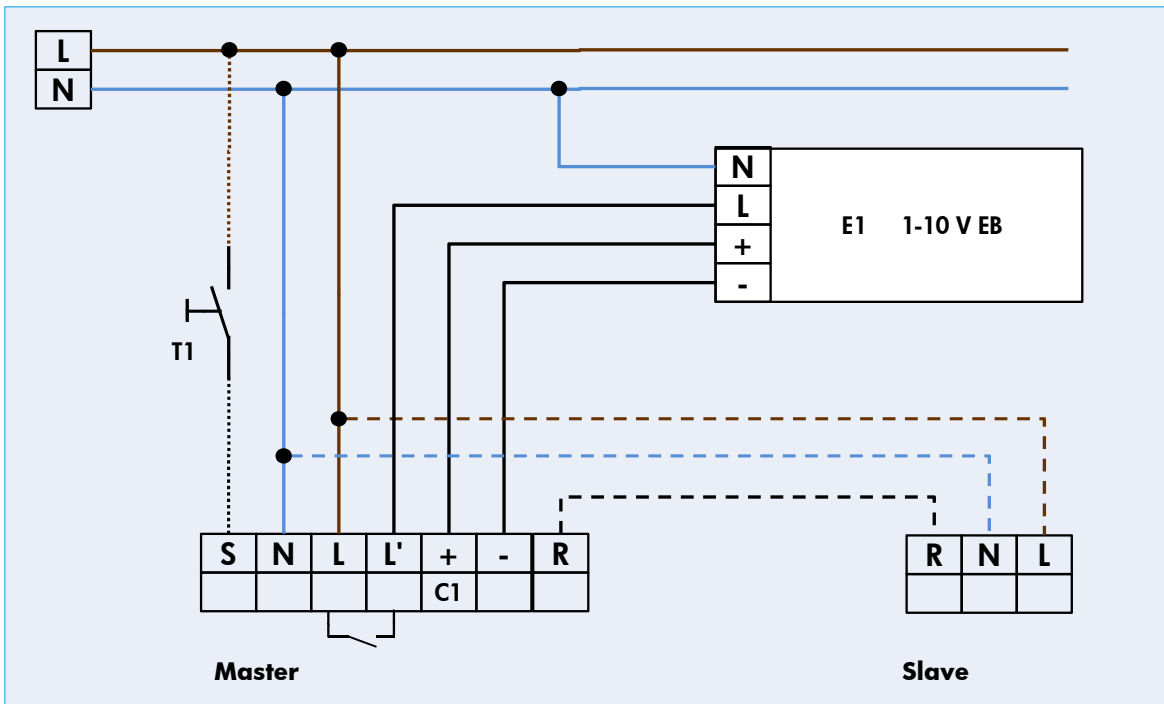 L
N
N
L
E1 1-10 V EB
+
-
T1
S N L L' + - R
C1
R N L
Master
Slave